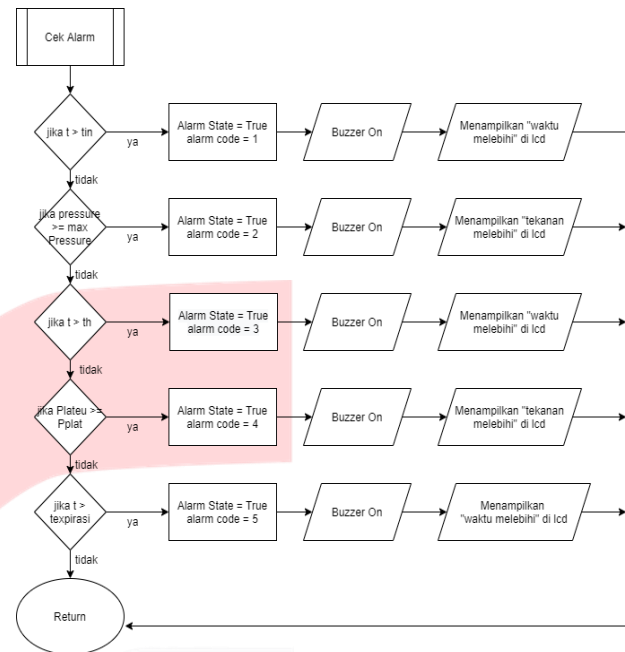 Cek Alarm
jika t > tin
ya
Alarm State = True
alarm code = 1
Buzzer On
Menampilkan "waktu
melebihi" di lcd
tidak
jika pressure
>= max
Pressure
ya
Alarm State = True
alarm code = 2
Buzzer On
Menampilkan "tekanan
melebihi" di lcd
tidak
jika t > th
ya
Alarm State = True
alarm code = 3
Buzzer On
Menampilkan "waktu
melebihi" di lcd
tidak
jika Plateu >=
Pplat
ya
Alarm State = True
alarm code = 4
Buzzer On
Menampilkan "tekanan
melebihi" di lcd
tidak
jika t >
texpirasi
ya
Alarm State = True
alarm code = 5
Buzzer On
Menampilkan
"waktu melebihi" di lcd
tidak
Return